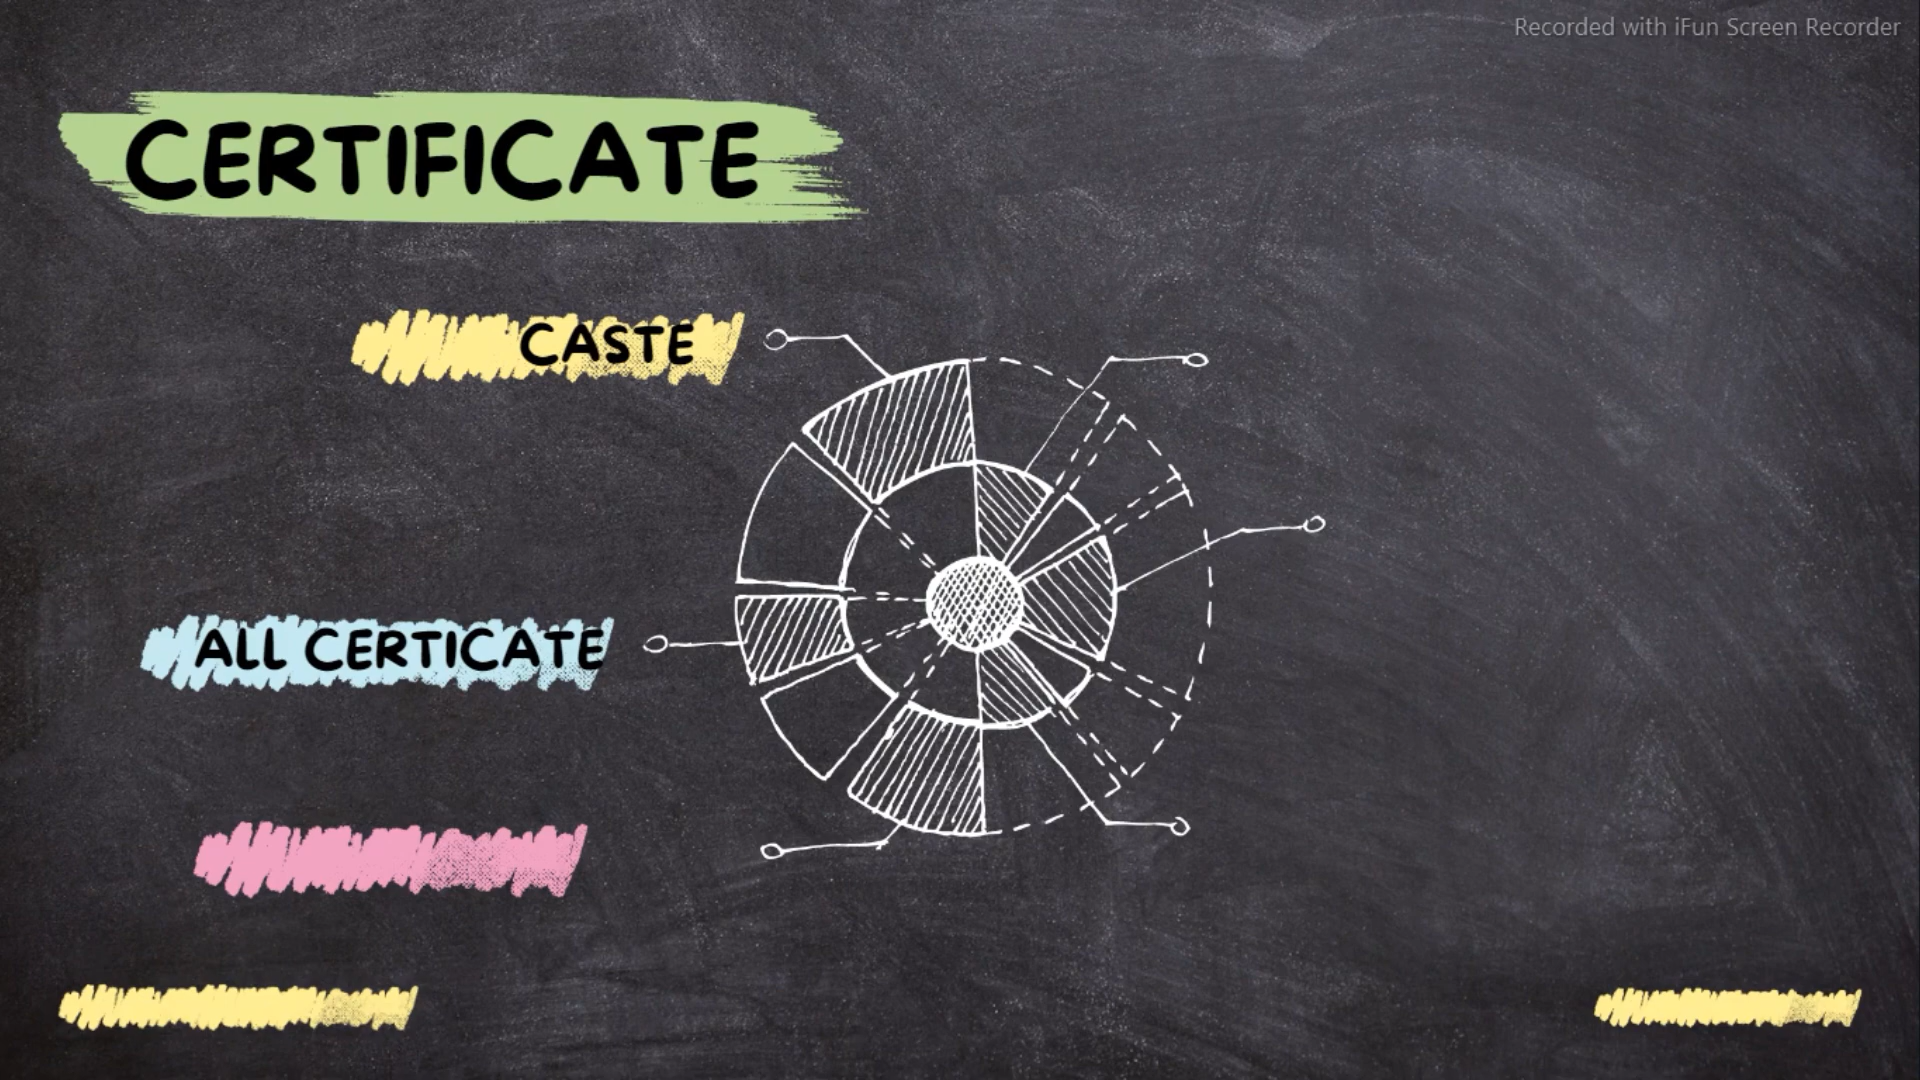 Recorded with iFun Screen Recorder
CERTIFICATE
CASTE
ALL CERTICATE